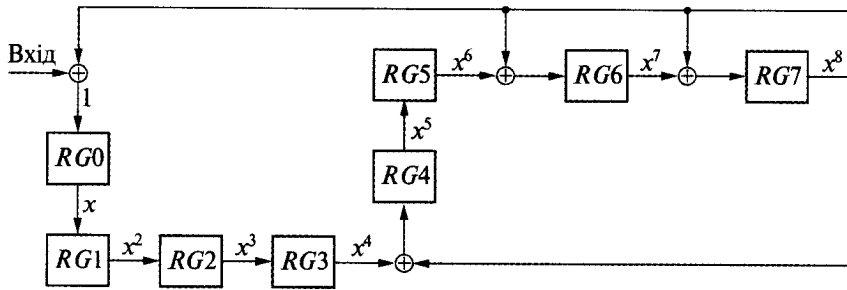 Вхід
1
RG0
x
RG1
x²
RG2
x³
RG3
x⁴
RG4
x⁵
RG5
x⁶
RG6
x⁷
RG7
x⁸